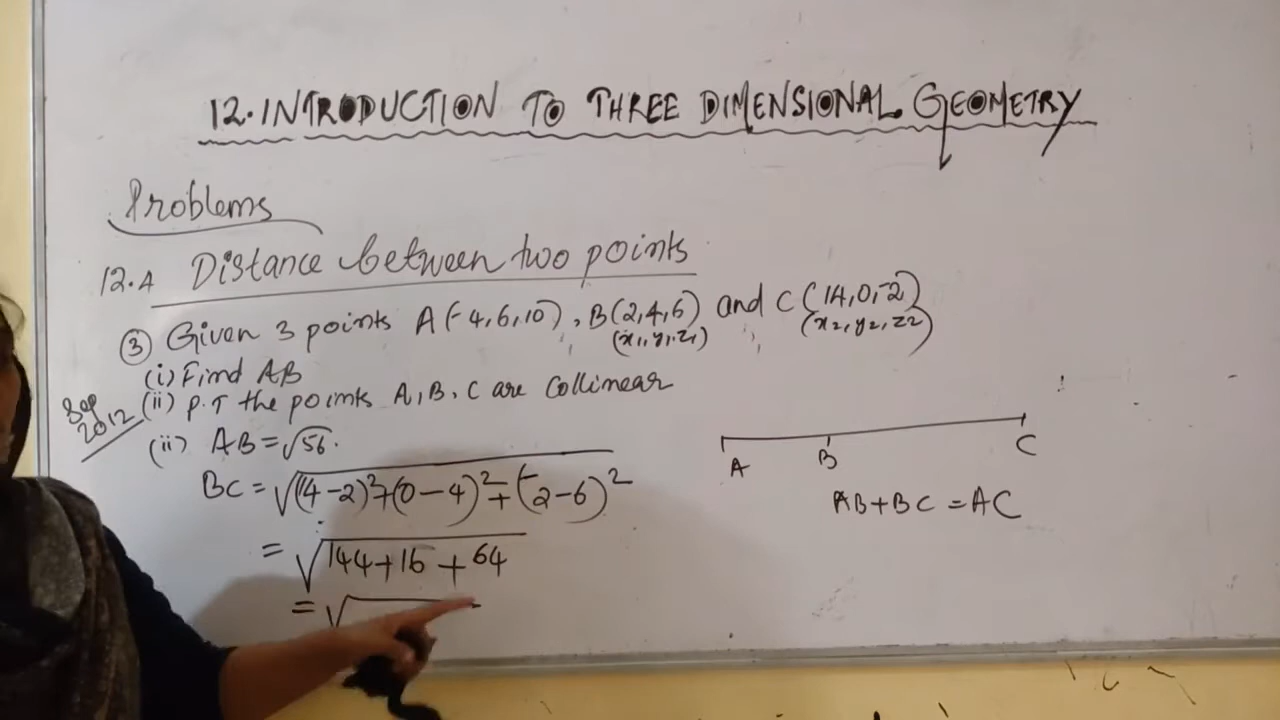 12. INTRODUCTION TO THREE DIMENSIONAL GEOMETRY
Problems
12.A Distance between two points
③ Given 3 points A(-4,6,10), B(2,4,6) and C(14,0,-2)
(x₁,y₁,z₁) (x₂,y₂,z₂)
(i) Find AB
(ii) P.T the points A, B, C are collinear
Sep 2012
(ii) AB = √56.
BC = √(14-2)²+(0-4)²+(-2-6)²
= √144+16+64
= √
A B C
AB+BC = AC